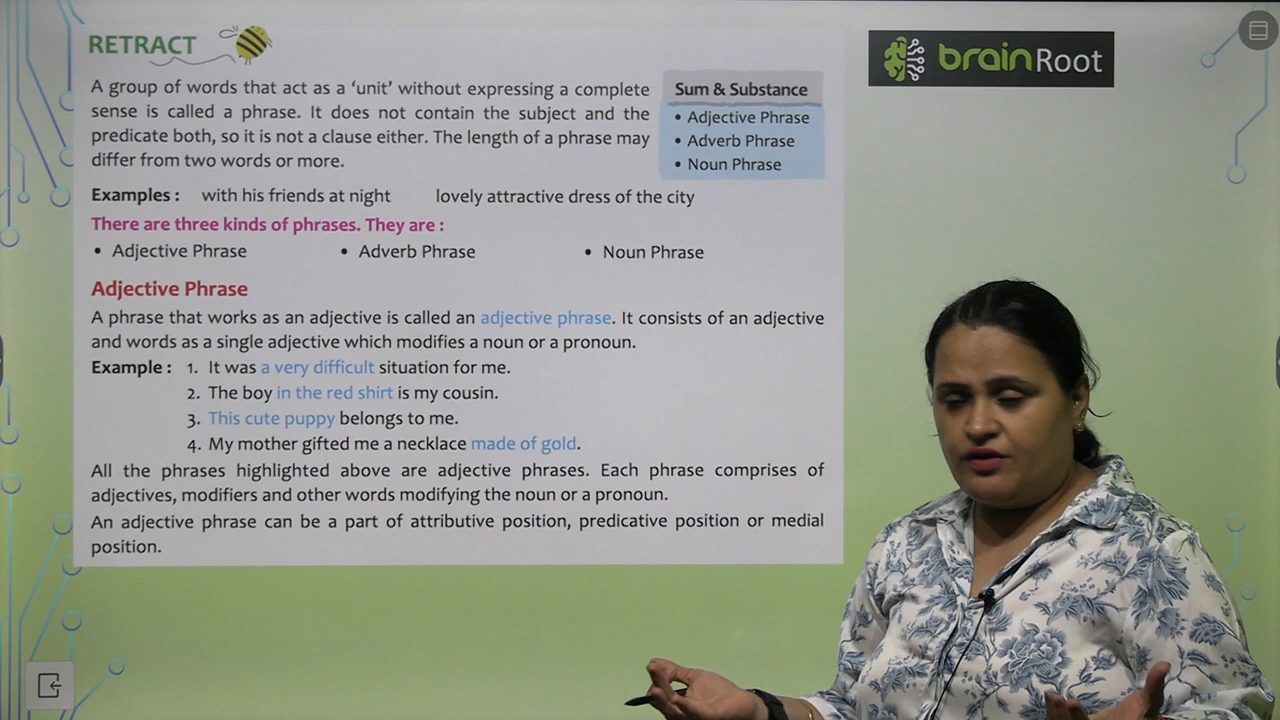 RETRACT
brainRoot
A group of words that act as a ‘unit’ without expressing a complete
sense is called a phrase. It does not contain the subject and the
predicate both, so it is not a clause either. The length of a phrase may
differ from two words or more.
Sum & Substance
• Adjective Phrase
• Adverb Phrase
• Noun Phrase
Examples : with his friends at night lovely attractive dress of the city
There are three kinds of phrases. They are :
• Adjective Phrase • Adverb Phrase • Noun Phrase
Adjective Phrase
A phrase that works as an adjective is called an adjective phrase. It consists of an adjective
and words as a single adjective which modifies a noun or a pronoun.
Example : 1. It was a very difficult situation for me.
2. The boy in the red shirt is my cousin.
3. This cute puppy belongs to me.
4. My mother gifted me a necklace made of gold.
All the phrases highlighted above are adjective phrases. Each phrase comprises of
adjectives, modifiers and other words modifying the noun or a pronoun.
An adjective phrase can be a part of attributive position, predicative position or medial
position.